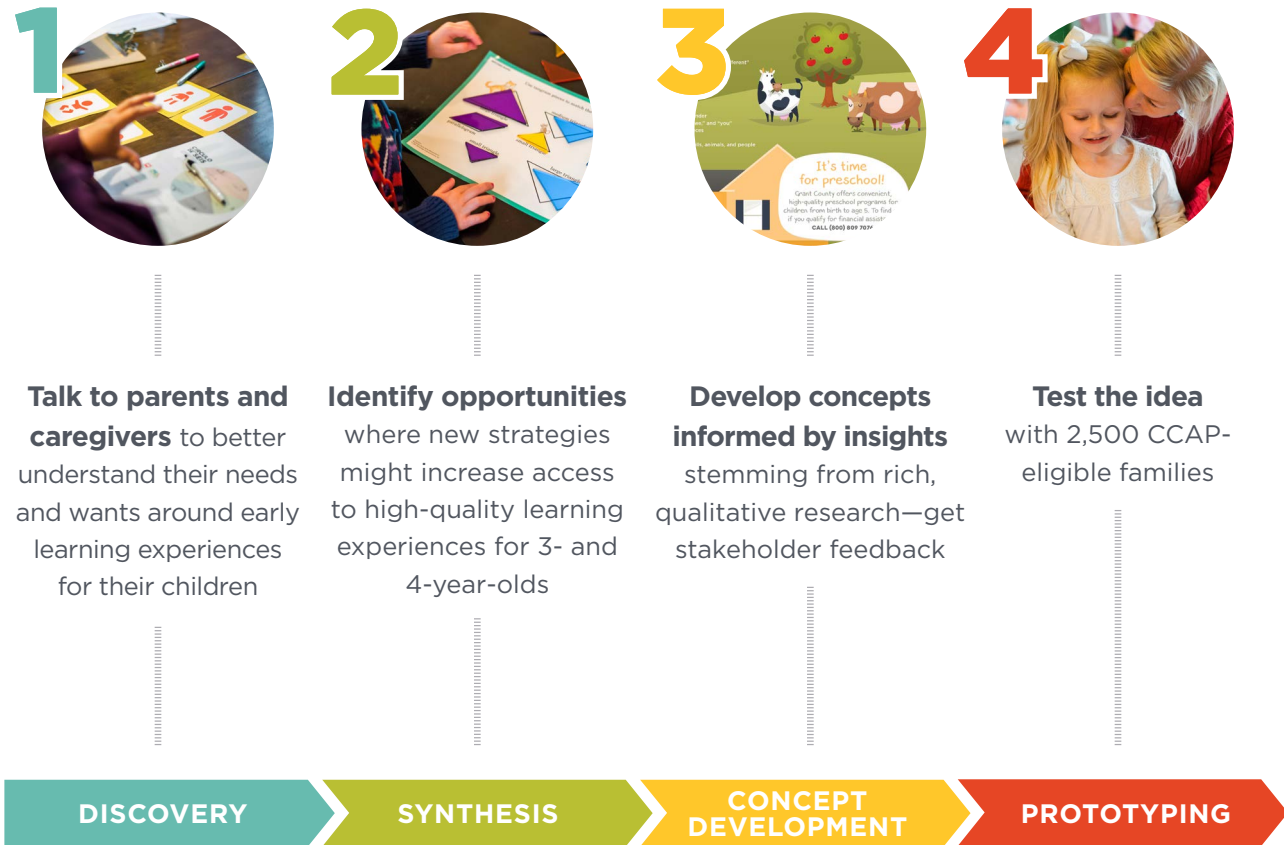 1
2
3
4
It's time
for preschool!
Grant County offers convenient,
high-quality preschool programs for
children from birth to age 5. To find
if you qualify for financial assist
CALL (800) 809 707
ls, animals, and people
Talk to parents and
caregivers to better
understand their needs
and wants around early
learning experiences
for their children
Identify opportunities
where new strategies
might increase access
to high-quality learning
experiences for 3- and
4-year-olds
Develop concepts
informed by insights
stemming from rich,
qualitative research—get
stakeholder feedback
Test the idea
with 2,500 CCAP-
eligible families
DISCOVERY
SYNTHESIS
CONCEPT
DEVELOPMENT
PROTOTYPING